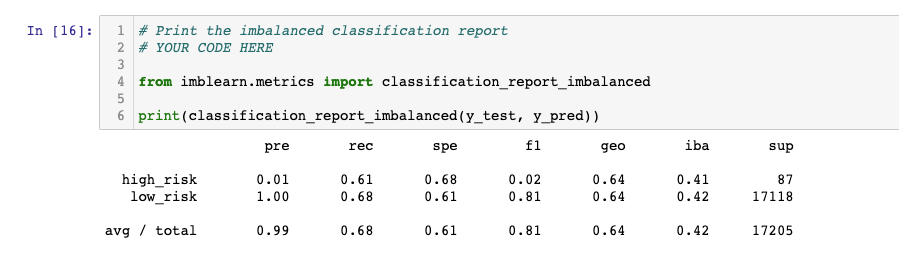 In [16]:
1 # Print the imbalanced classification report
2 # YOUR CODE HERE
3
4 from imblearn.metrics import classification_report_imbalanced
5
6 print(classification_report_imbalanced(y_test, y_pred))
pre rec spe f1 geo iba sup
high_risk 0.01 0.61 0.68 0.02 0.64 0.41 87
low_risk 1.00 0.68 0.61 0.81 0.64 0.42 17118
avg / total 0.99 0.68 0.61 0.81 0.64 0.42 17205